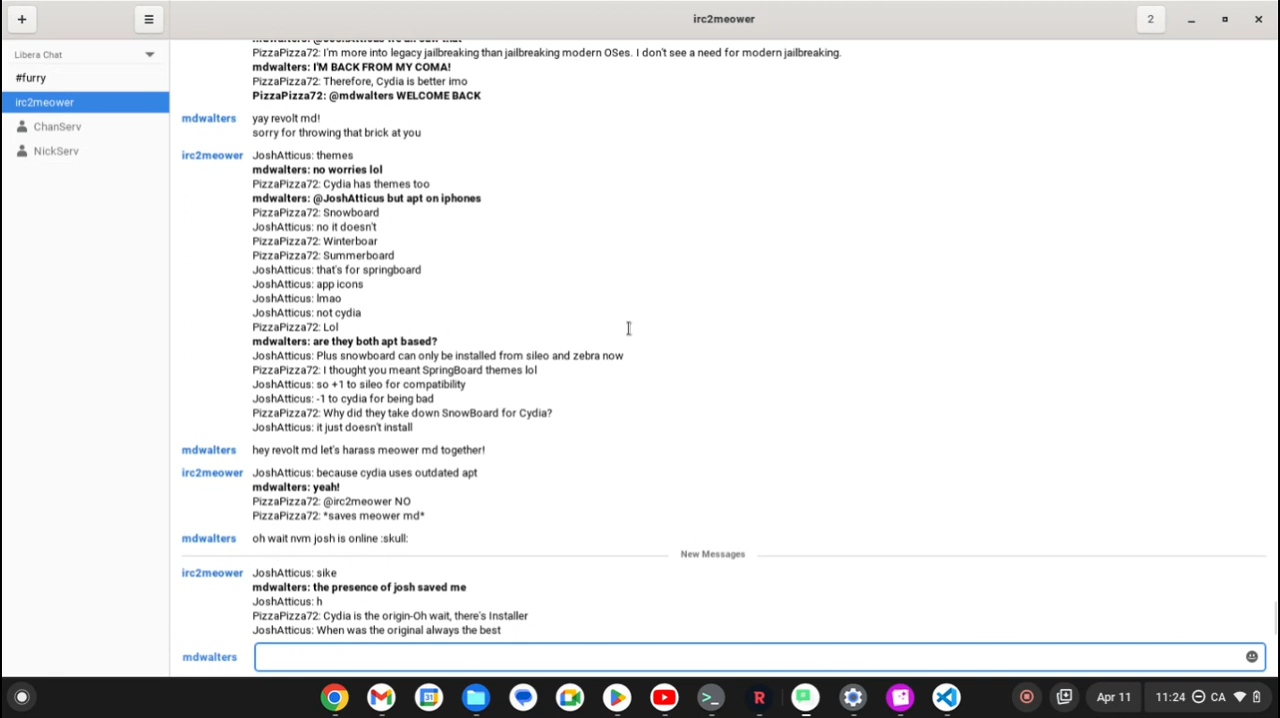 irc2meower
2
Libera Chat
#furry
irc2meower
ChanServ
NickServ
PizzaPizza72: I'm more into legacy jailbreaking than jailbreaking modern OSes. I don't see a need for modern jailbreaking.
mdwalters: I'M BACK FROM MY COMA!
PizzaPizza72: Therefore, Cydia is better imo
PizzaPizza72: @mdwalters WELCOME BACK
mdwalters yay revolt md!
sorry for throwing that brick at you
irc2meower JoshAtticus: themes
mdwalters: no worries lol
PizzaPizza72: Cydia has themes too
mdwalters: @JoshAtticus but apt on iphones
PizzaPizza72: Snowboard
JoshAtticus: no it doesn't
PizzaPizza72: Winterboar
PizzaPizza72: Summerboard
JoshAtticus: that's for springboard
JoshAtticus: app icons
JoshAtticus: lmao
JoshAtticus: not cydia
PizzaPizza72: Lol
mdwalters: are they both apt based?
JoshAtticus: Plus snowboard can only be installed from sileo and zebra now
PizzaPizza72: I thought you meant SpringBoard themes lol
JoshAtticus: so +1 to sileo for compatibility
JoshAtticus: -1 to cydia for being bad
PizzaPizza72: Why did they take down SnowBoard for Cydia?
JoshAtticus: it just doesn't install
mdwalters hey revolt md let's harass meower md together!
irc2meower JoshAtticus: because cydia uses outdated apt
mdwalters: yeah!
PizzaPizza72: @irc2meower NO
PizzaPizza72: *saves meower md*
mdwalters oh wait nvm josh is online :skull:
New Messages
irc2meower JoshAtticus: sike
mdwalters: the presence of josh saved me
JoshAtticus: h
PizzaPizza72: Cydia is the origin-Oh wait, there's Installer
JoshAtticus: When was the original always the best
mdwalters
31
R
Apr 11
11:24
CA